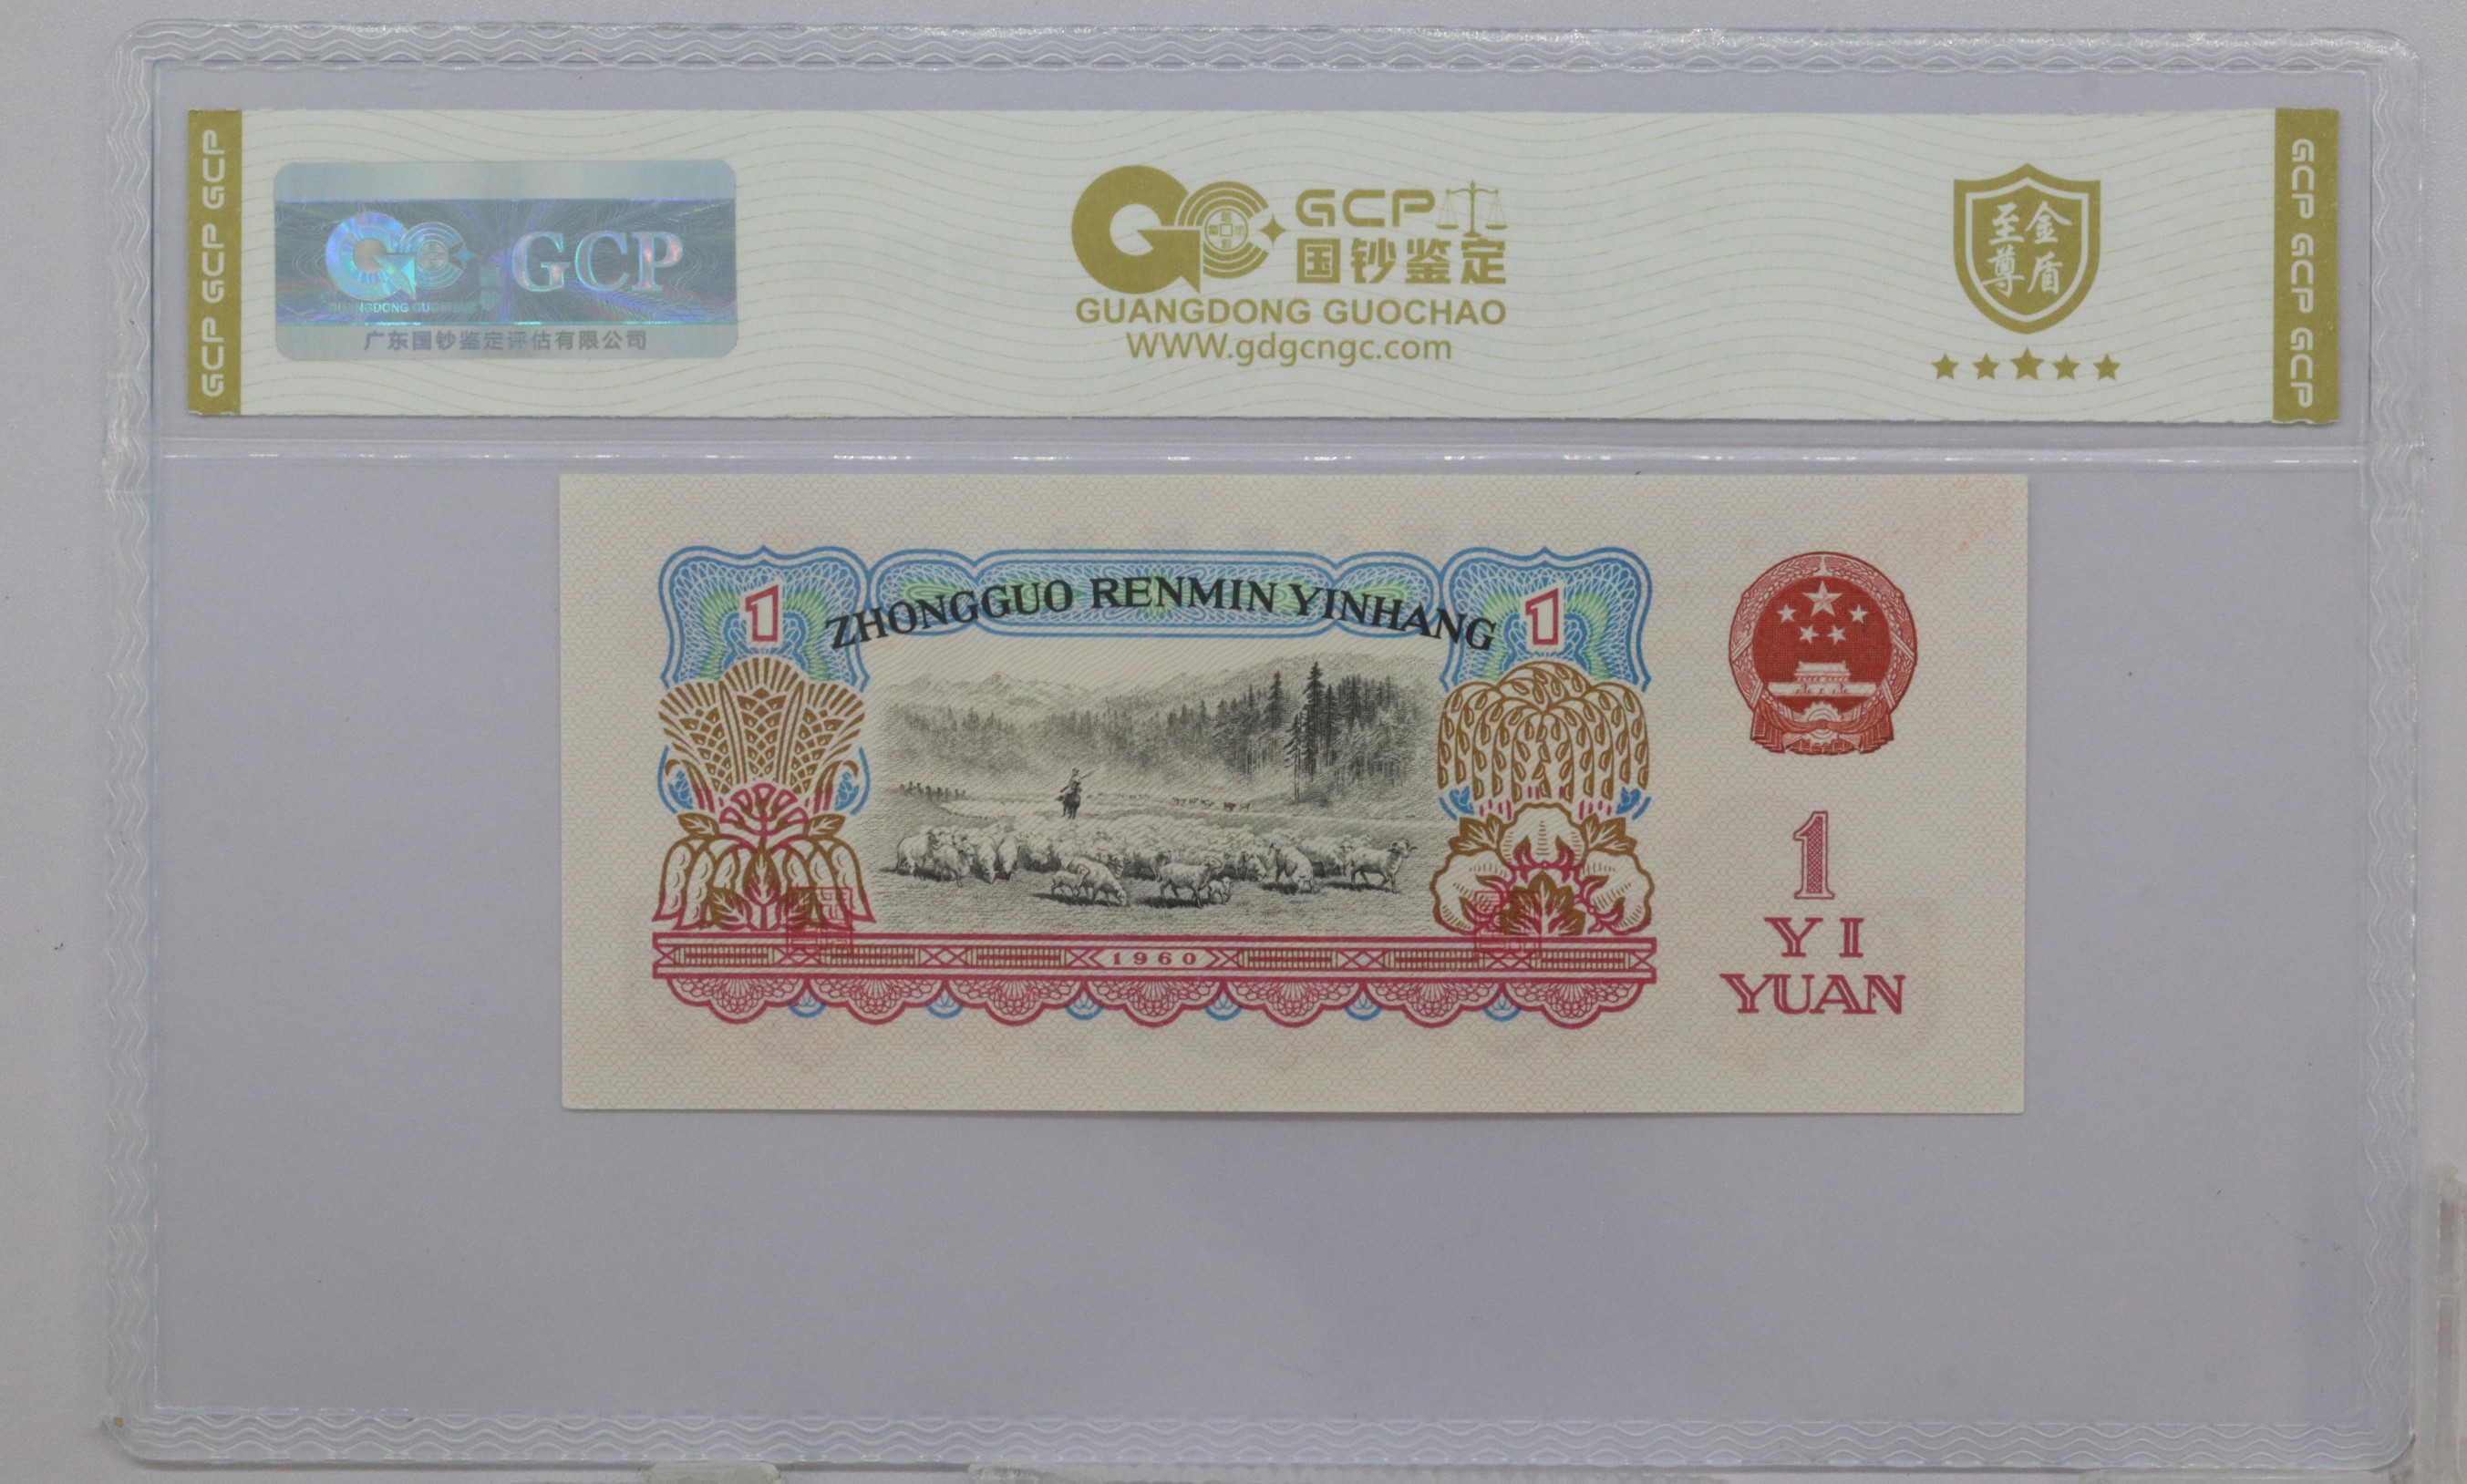 GCP GCP GCP
GCP
GUANGDONG GUOCHAO
广东国钞鉴定评估有限公司
GCP
国钞鉴定
GUANGDONG GUOCHAO
WWW.gdgcngc.com
至尊金盾
GCP GCP GCP
1 ZHONGGUO RENMIN YINHANG 1
1960
1
YI
YUAN